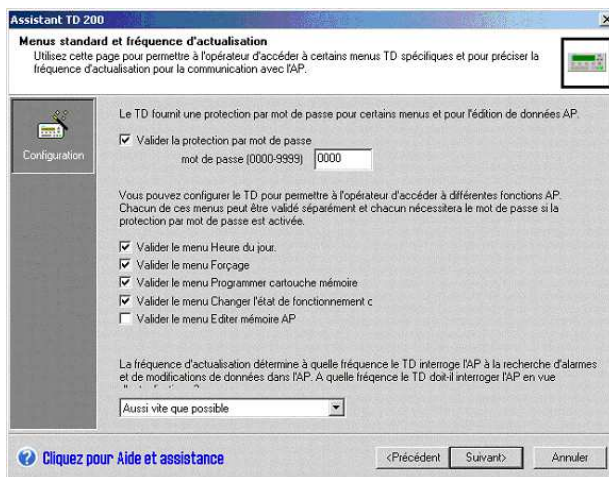 Assistant TD 200
Menus standard et fréquence d'actualisation
Utilisez cette page pour permettre à l'opérateur d'accéder à certains menus TD spécifiques et pour préciser la
fréquence d'actualisation pour la communication avec l'AP.
Configuration
Le TD fournit une protection par mot de passe pour certains menus et pour l'édition de données AP.
Valider la protection par mot de passe
mot de passe (0000-9999) 0000
Vous pouvez configurer le TD pour permettre à l'opérateur d'accéder à différentes fonctions AP.
Chacun de ces menus peut être validé séparément et chacun nécessitera le mot de passe si la
protection par mot de passe est activée.
Valider le menu Heure du jour.
Valider le menu Forçage
Valider le menu Programmer cartouche mémoire
Valider le menu Changer l'état de fonctionnement c
Valider le menu Editer mémoire AP
La fréquence d'actualisation détermine à quelle fréquence le TD interroge l'AP à la recherche d'alarmes
et de modifications de données dans l'AP. A quelle fréqence le TD doit-il interroger l'AP en vue
Aussi vite que possible
Cliquez pour Aide et assistance
<Précédent Suivant> Annuler